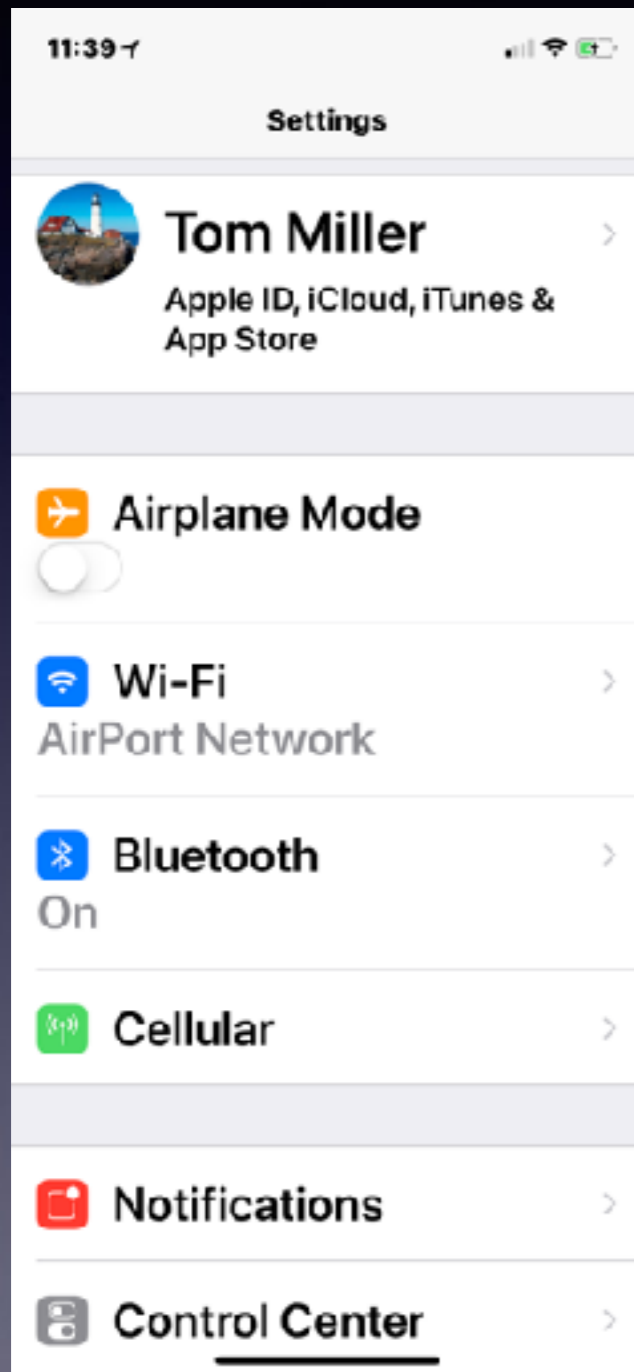 11:39
Settings
Tom Miller
Apple ID, iCloud, iTunes &
App Store
Airplane Mode
Wi-Fi
AirPort Network
Bluetooth
On
Cellular
Notifications
Control Center